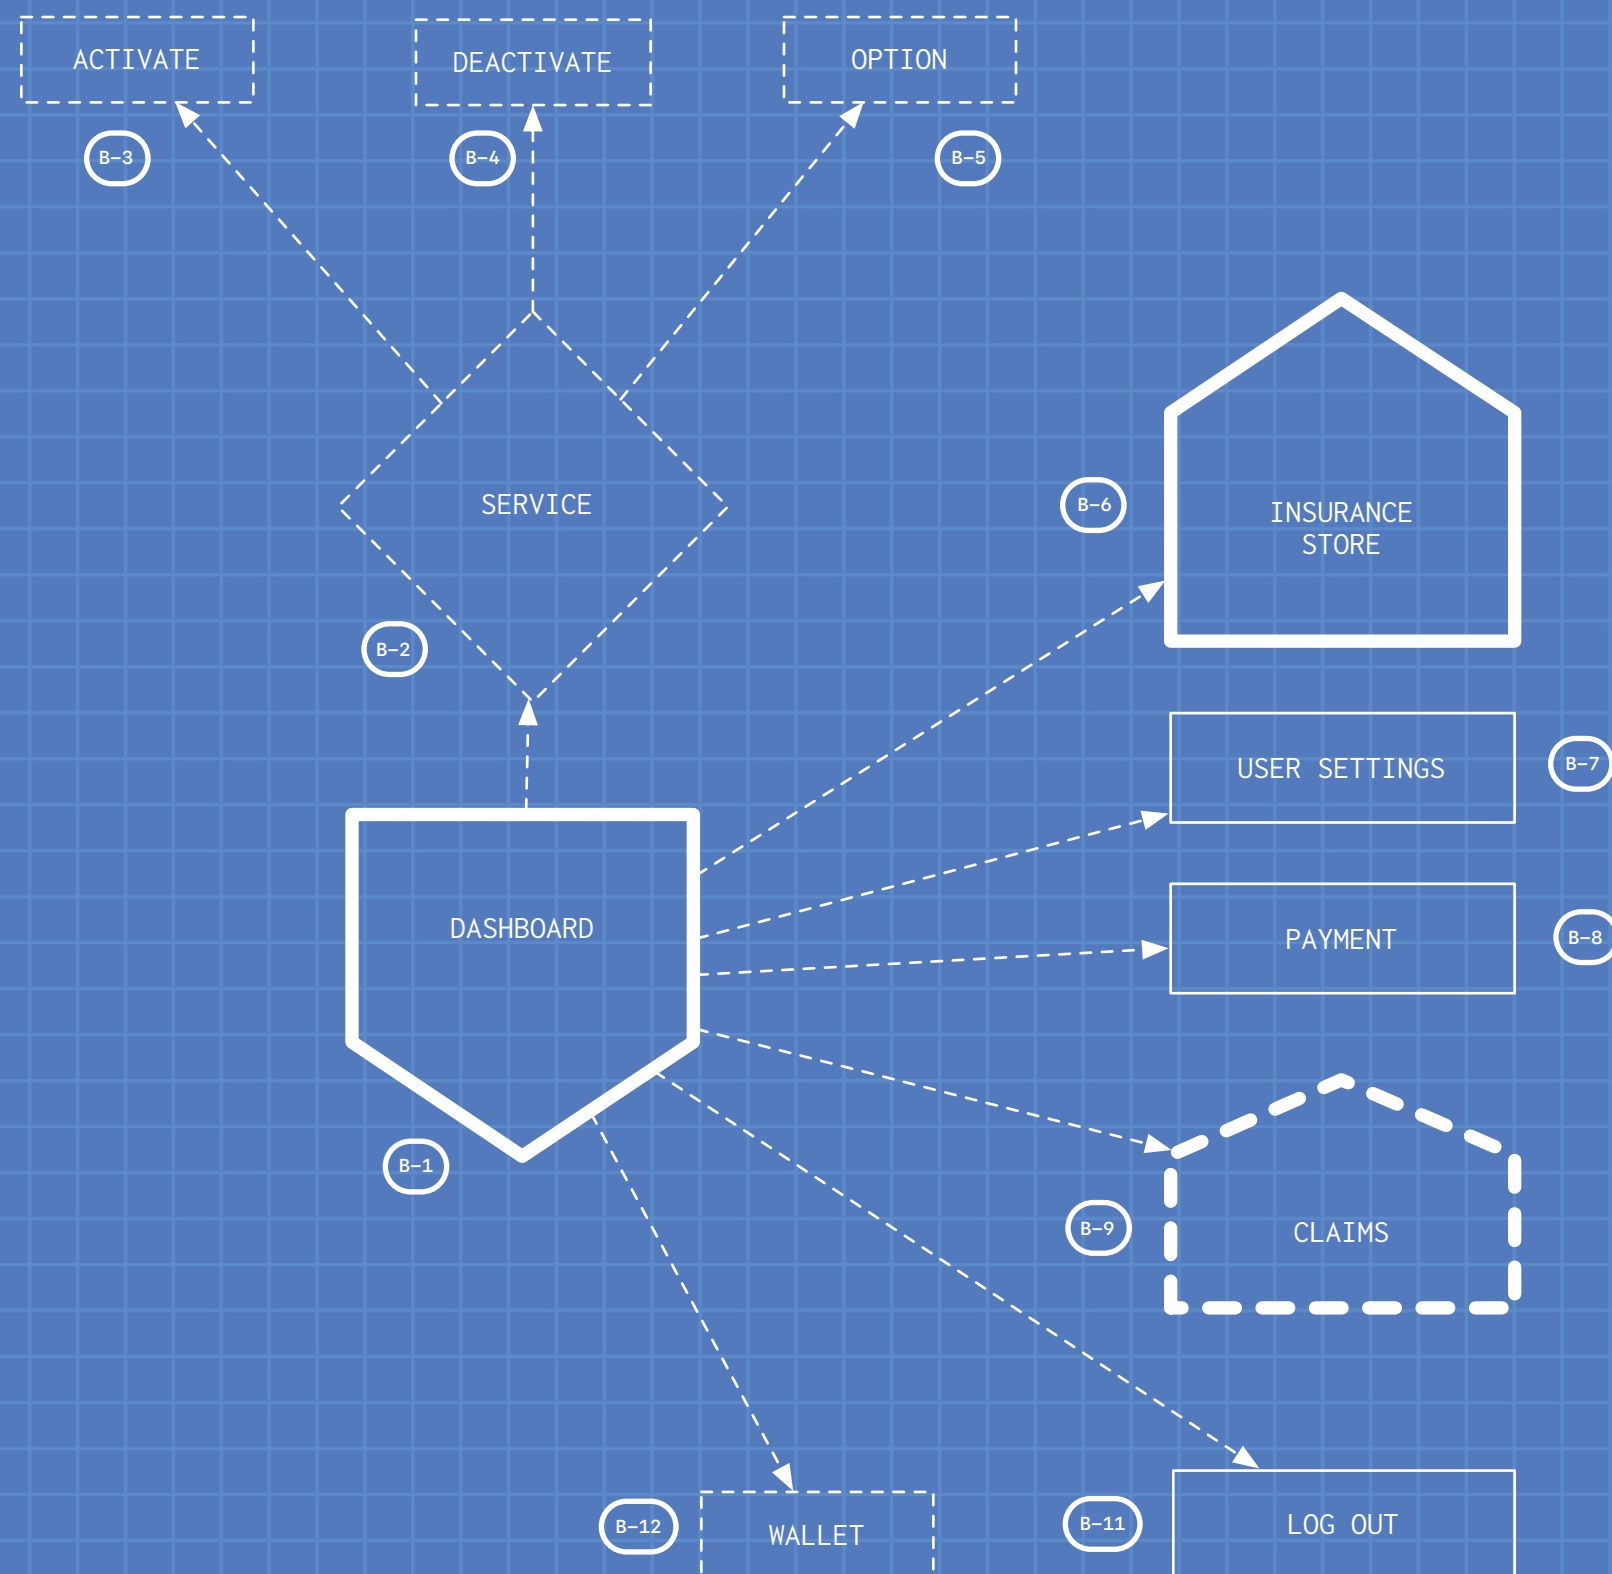 ACTIVATE
DEACTIVATE
OPTION
B-3
B-4
B-5
SERVICE
B-6
INSURANCE
STORE
B-2
USER SETTINGS
B-7
DASHBOARD
PAYMENT
B-8
B-1
B-9
CLAIMS
B-12
WALLET
B-11
LOG OUT